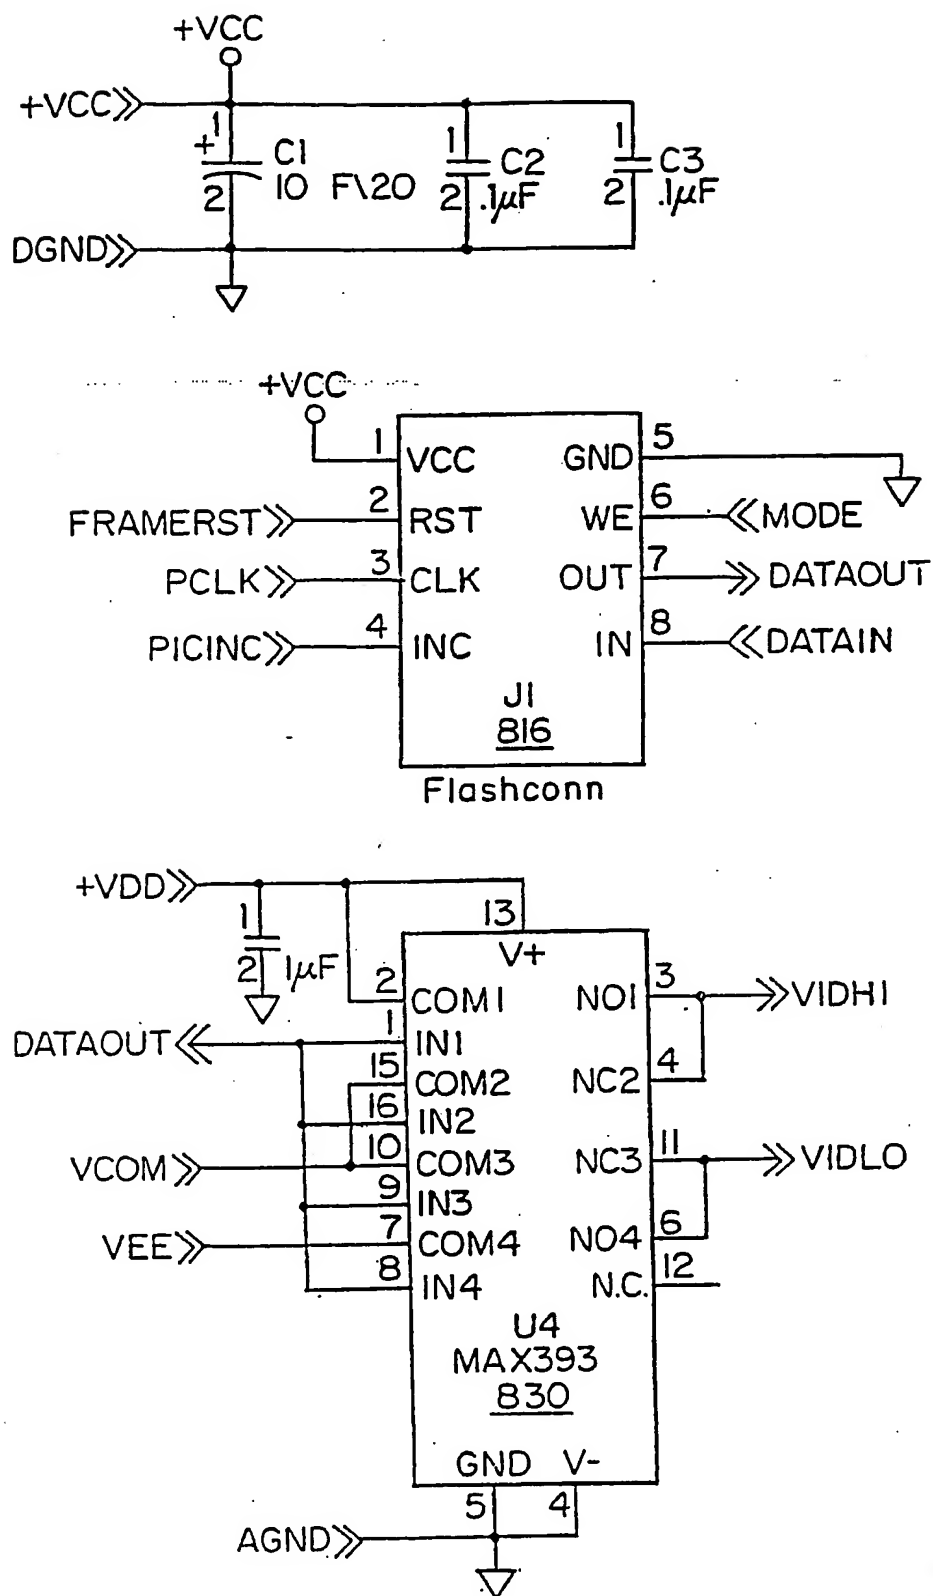 +VCC
+VCC
1
+
C1
10 F\20
2
1
C2
2
.1µF
1
C3
2
.1µF
DGND
+VCC
1
VCC
GND
5
FRAMERST
2
RST
WE
6
MODE
PCLK
3
CLK
OUT
7
DATAOUT
PICINC
4
INC
IN
8
DATAIN
J1
816
Flashconn
+VDD
1
2
1µF
13
V+
2
COM1
NO1
3
VIDHI
DATAOUT
1
IN1
15
COM2
NC2
4
16
IN2
VCOM
10
COM3
NC3
11
VIDLO
9
IN3
VEE
7
COM4
NO4
6
8
IN4
N.C.
12
U4
MAX393
830
GND
V-
5
4
AGND